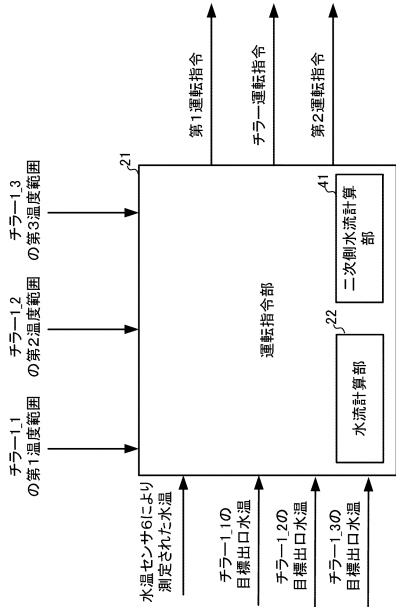 チラー1_1
の第1温度範囲
チラー1_2
の第2温度範囲
チラー1_3
の第3温度範囲
水温センサ6により
測定された水温
チラー1_1の
目標出口水温
チラー1_2の
目標出口水温
チラー1_3の
目標出口水温
21
運転指令部
22
水流計算部
41
二次側水流計算
部
第1運転指令
チラー運転指令
第2運転指令